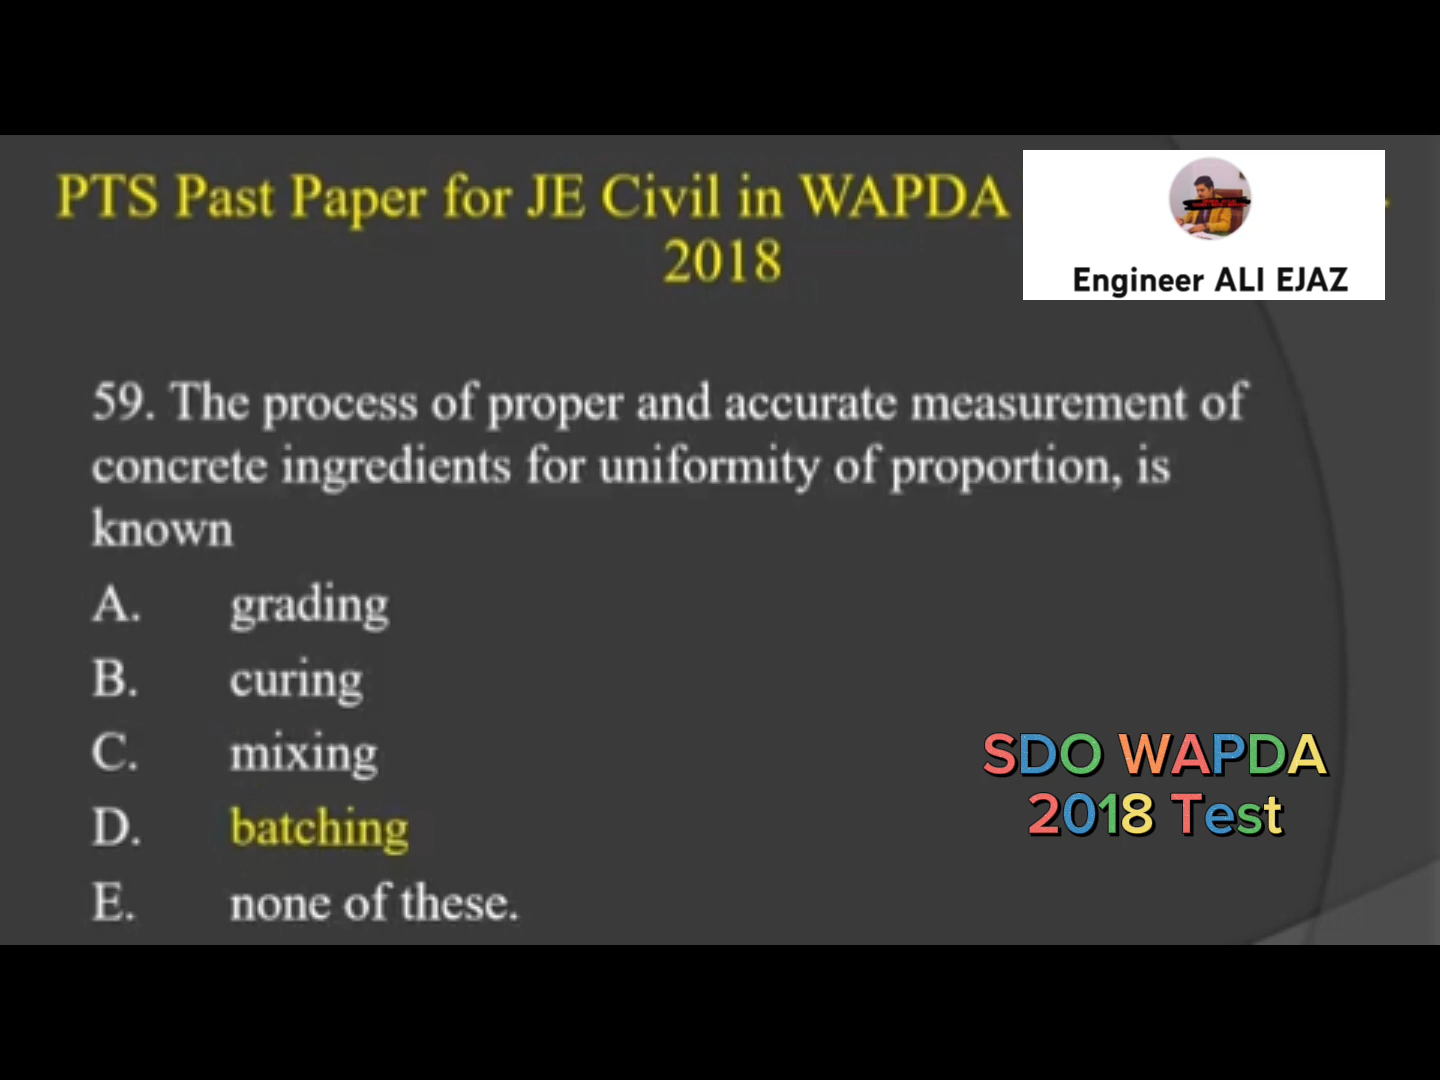 PTS Past Paper for JE Civil in WAPDA
2018
Engineer ALI EJAZ
59. The process of proper and accurate measurement of
concrete ingredients for uniformity of proportion, is
known
A. grading
B. curing
C. mixing
D. batching
E. none of these.
SDO WAPDA
2018 Test